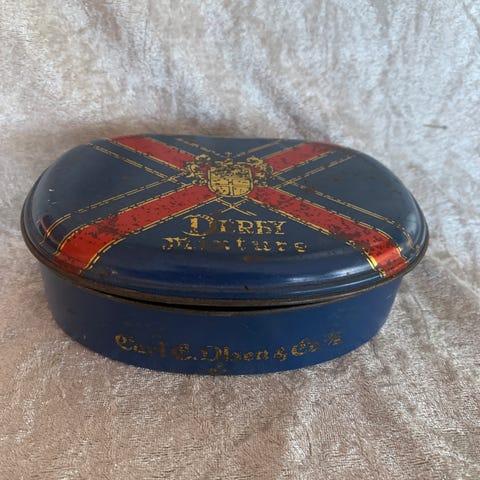 DERBY
Mixture
Carl E. Olsen & Co A/S